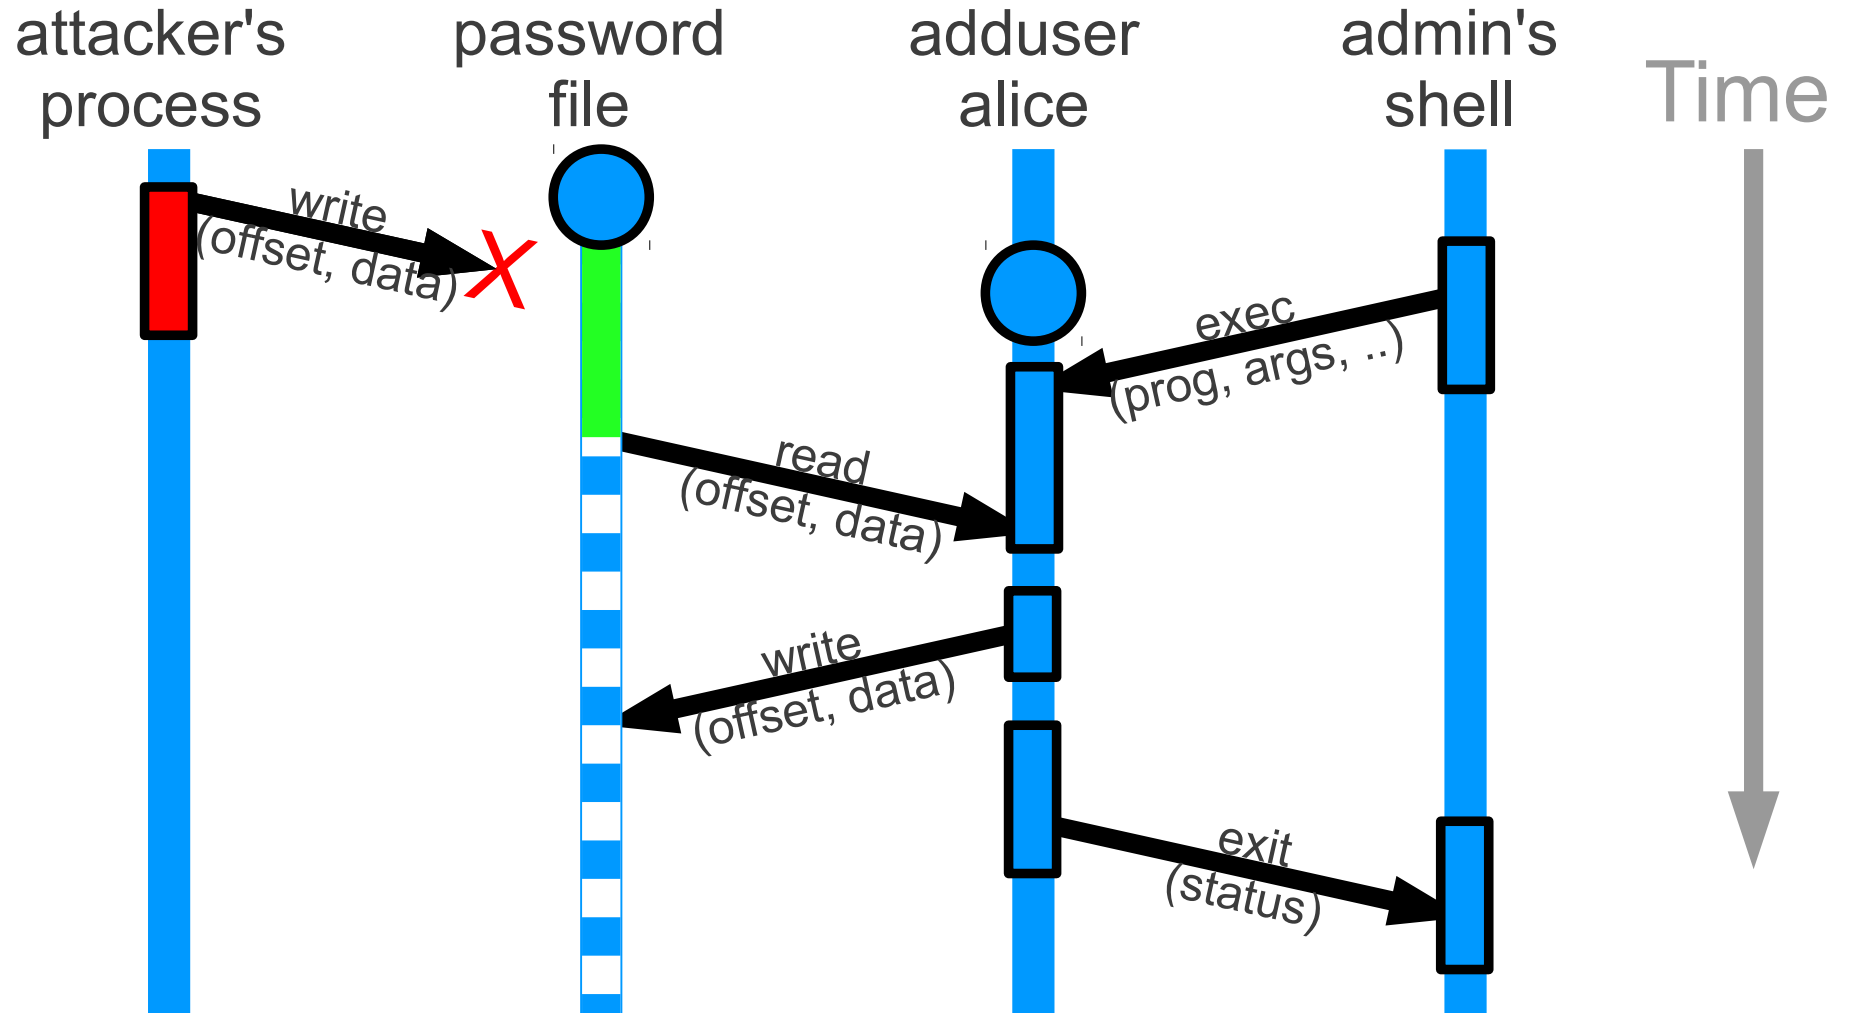 attacker's
process
password
file
adduser
alice
admin's
shell
Time
write
(offset, data)
X
exec
(prog, args, ..)
read
(offset, data)
write
(offset, data)
exit
(status)